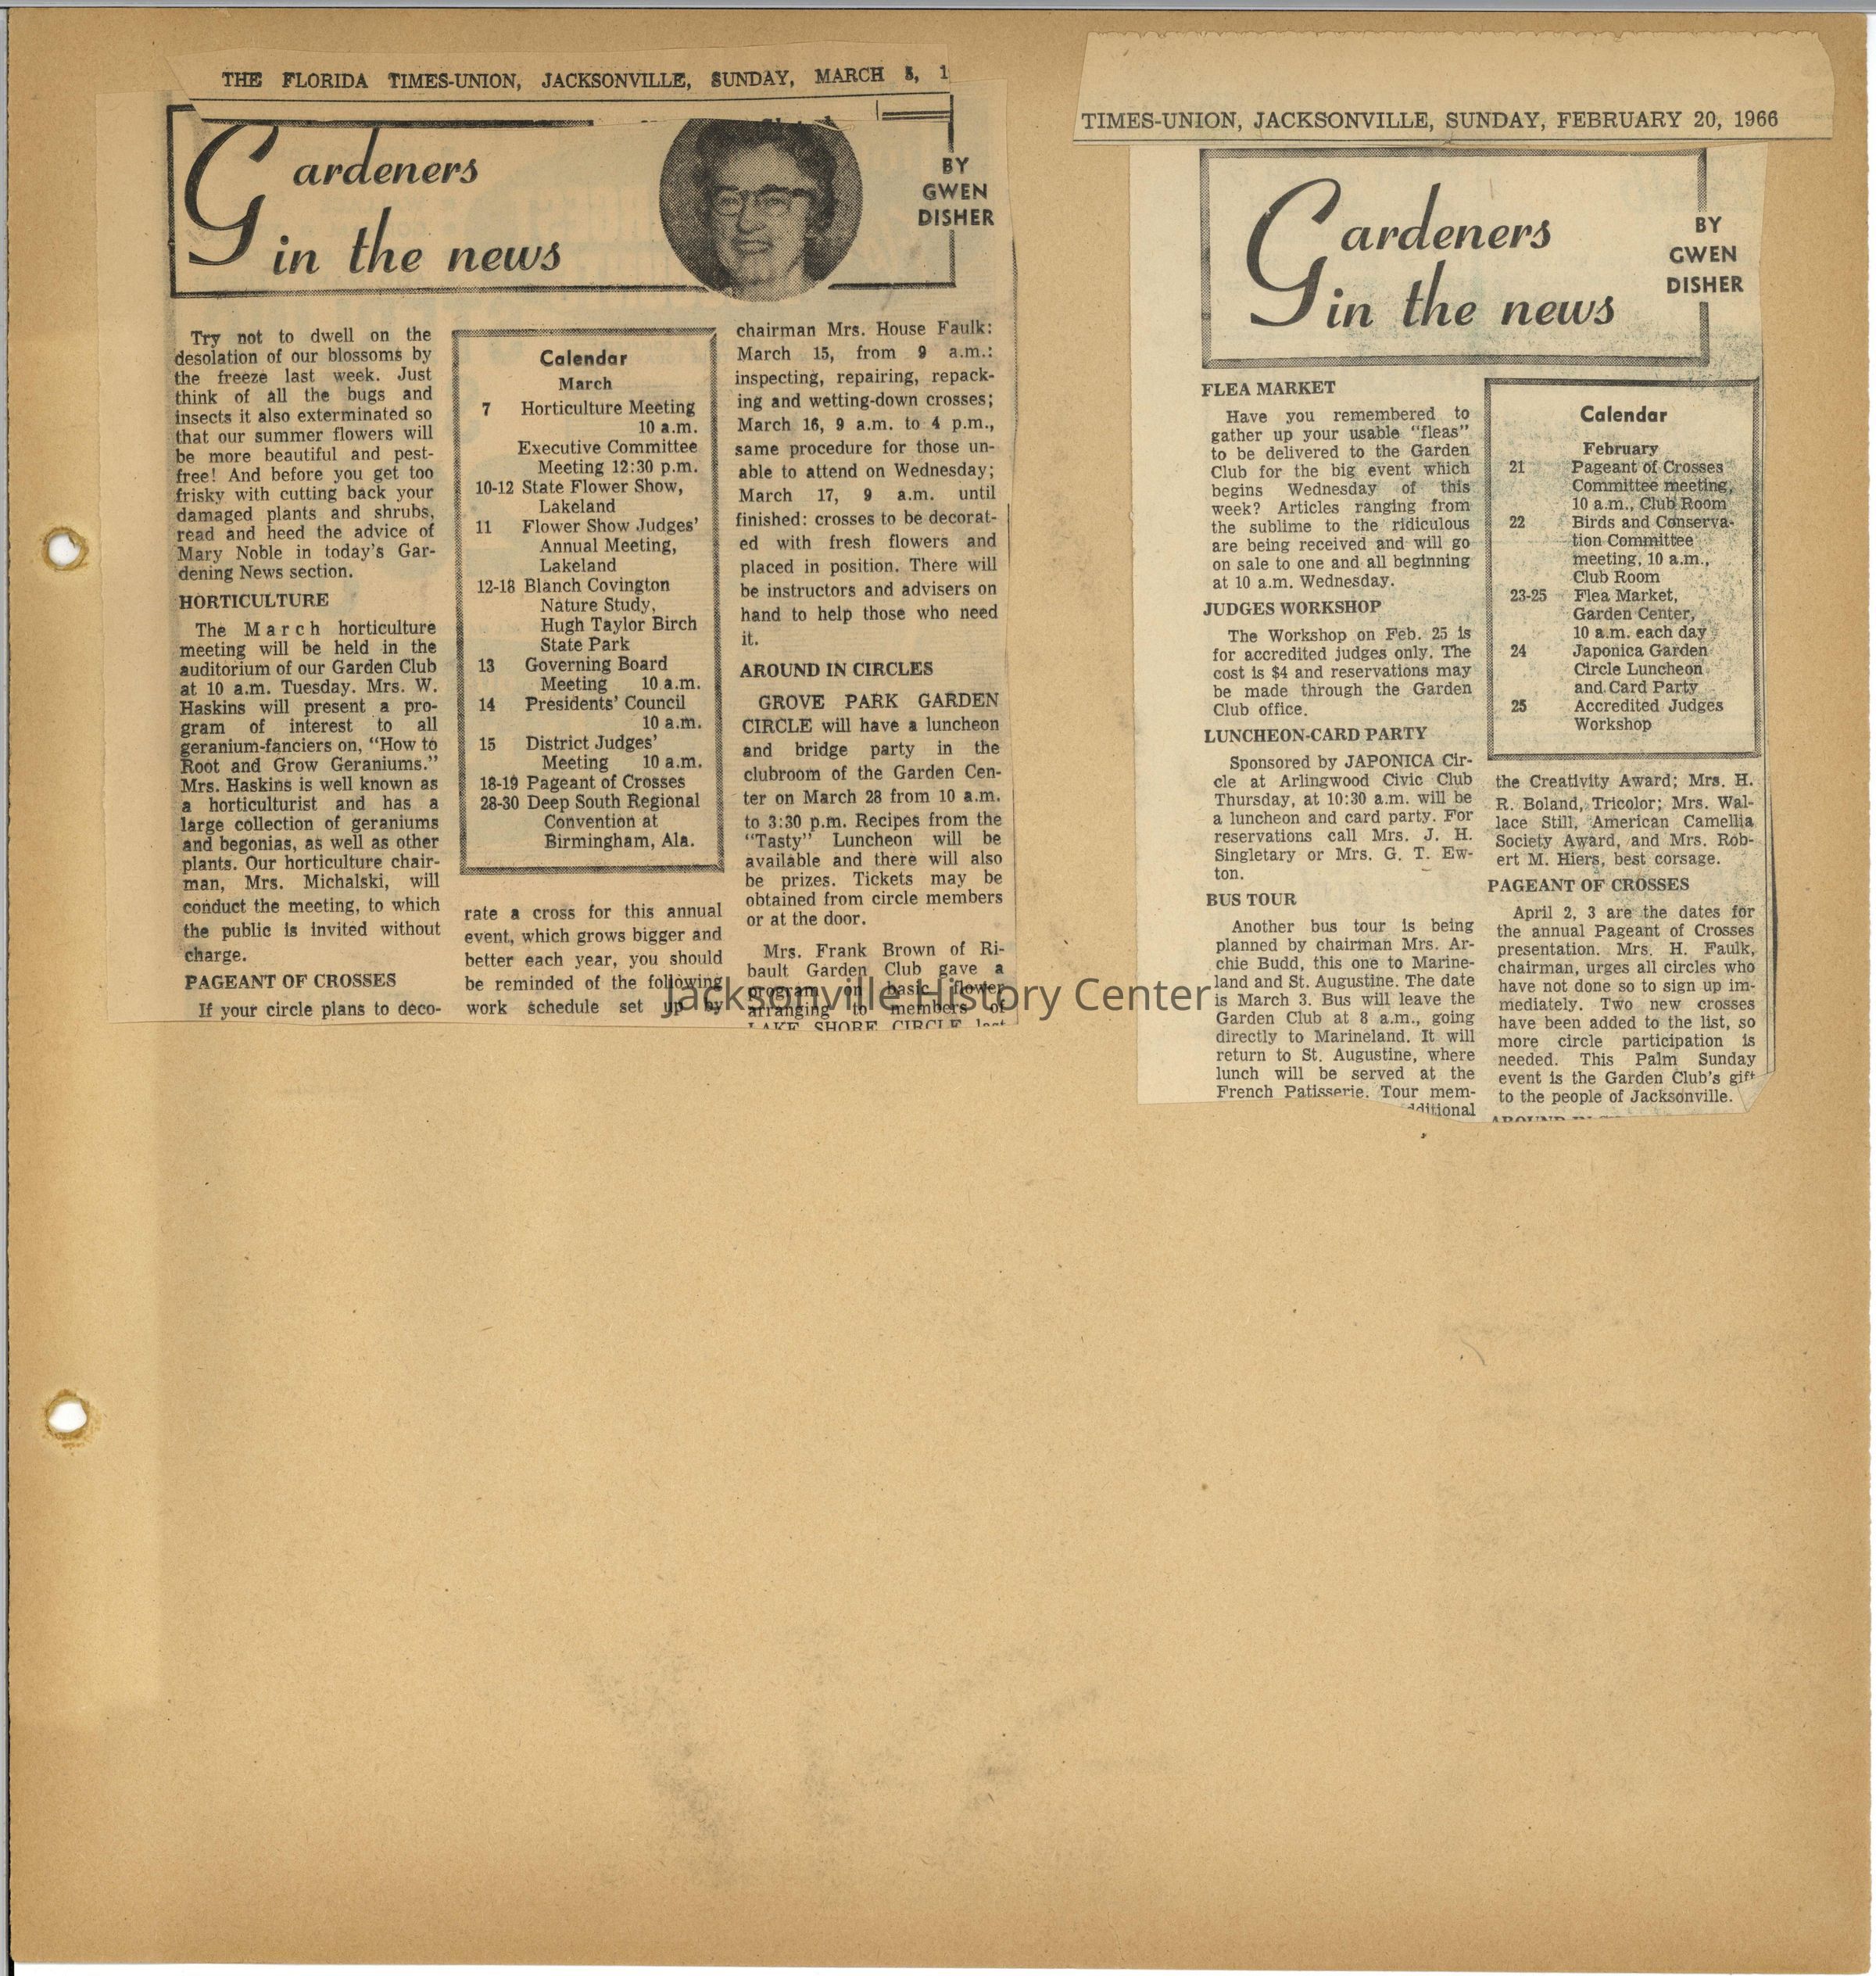 THE FLORIDA TIMES-UNION, JACKSONVILLE, SUNDAY, MARCH 5, 1
Gardeners
in the news
BY
GWEN
DISHER
Try not to dwell on the
desolation of our blossoms by
the freeze last week. Just
think of all the bugs and
insects it also exterminated so
that our summer flowers will
be more beautiful and pest-
free! And before you get too
frisky with cutting back your
damaged plants and shrubs,
read and heed the advice of
Mary Noble in today's Gar-
dening News section.
HORTICULTURE
The March horticulture
meeting will be held in the
auditorium of our Garden Club
at 10 a.m. Tuesday. Mrs. W.
Haskins will present a pro-
gram of interest to all
geranium-fanciers on, "How to
Root and Grow Geraniums."
Mrs. Haskins is well known as
a horticulturist and has a
large collection of geraniums
and begonias, as well as other
plants. Our horticulture chair-
man, Mrs. Michalski, will
conduct the meeting, to which
the public is invited without
charge.
PAGEANT OF CROSSES
If your circle plans to deco-
Calendar
March
7 Horticulture Meeting
10 a.m.
Executive Committee
Meeting 12:30 p.m.
10-12 State Flower Show,
Lakeland
11 Flower Show Judges'
Annual Meeting,
Lakeland
12-18 Blanch Covington
Nature Study,
Hugh Taylor Birch
State Park
13 Governing Board
Meeting 10 a.m.
14 Presidents' Council
10 a.m.
15 District Judges'
Meeting 10 a.m.
18-19 Pageant of Crosses
28-30 Deep South Regional
Convention at
Birmingham, Ala.
rate a cross for this annual
event, which grows bigger and
better each year, you should
be reminded of the following
work schedule set up by
chairman Mrs. House Faulk:
March 15, from 9 a.m.:
inspecting, repairing, repack-
ing and wetting-down crosses;
March 16, 9 a.m. to 4 p.m.,
same procedure for those un-
able to attend on Wednesday;
March 17, 9 a.m. until
finished: crosses to be decorat-
ed with fresh flowers and
placed in position. There will
be instructors and advisers on
hand to help those who need
it.
AROUND IN CIRCLES
GROVE PARK GARDEN
CIRCLE will have a luncheon
and bridge party in the
clubroom of the Garden Cen-
ter on March 28 from 10 a.m.
to 3:30 p.m. Recipes from the
"Tasty" Luncheon will be
available and there will also
be prizes. Tickets may be
obtained from circle members
or at the door.
Mrs. Frank Brown of Ri-
bault Garden Club gave a
program on basic flower
arranging to members of
LAKE SHORE CIRCLE last
TIMES-UNION, JACKSONVILLE, SUNDAY, FEBRUARY 20, 1966
Gardeners
in the news
BY
GWEN
DISHER
FLEA MARKET
Have you remembered to
gather up your usable "fleas"
to be delivered to the Garden
Club for the big event which
begins Wednesday of this
week? Articles ranging from
the sublime to the ridiculous
are being received and will go
on sale to one and all beginning
at 10 a.m. Wednesday.
JUDGES WORKSHOP
The Workshop on Feb. 25 is
for accredited judges only. The
cost is $4 and reservations may
be made through the Garden
Club office.
LUNCHEON-CARD PARTY
Sponsored by JAPONICA Cir-
cle at Arlingwood Civic Club
Thursday, at 10:30 a.m. will be
a luncheon and card party. For
reservations call Mrs. J. H.
Singletary or Mrs. G. T. Ew-
ton.
BUS TOUR
Another bus tour is being
planned by chairman Mrs. Ar-
chie Budd, this one to Marine-
land and St. Augustine. The date
is March 3. Bus will leave the
Garden Club at 8 a.m., going
directly to Marineland. It will
return to St. Augustine, where
lunch will be served at the
French Patisserie. Tour mem-
dditional
Calendar
February
21 Pageant of Crosses
Committee meeting,
10 a.m., Club Room
22 Birds and Conserva-
tion Committee
meeting, 10 a.m.,
Club Room
23-25 Flea Market,
Garden Center,
10 a.m. each day
24 Japonica Garden
Circle Luncheon
and Card Party
25 Accredited Judges
Workshop
the Creativity Award; Mrs. H.
R. Boland, Tricolor; Mrs. Wal-
lace Still, American Camellia
Society Award, and Mrs. Rob-
ert M. Hiers, best corsage.
PAGEANT OF CROSSES
April 2, 3 are the dates for
the annual Pageant of Crosses
presentation. Mrs. H. Faulk,
chairman, urges all circles who
have not done so to sign up im-
mediately. Two new crosses
have been added to the list, so
more circle participation is
needed. This Palm Sunday
event is the Garden Club's gift
to the people of Jacksonville.
Jacksonville History Center